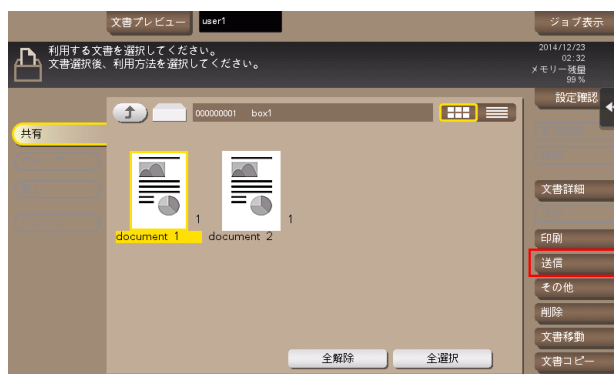 文書プレビュー
user1
ジョブ表示
利用する文書を選択してください。
文書選択後、利用方法を選択してください。
2014/12/23
02:32
メモリー残量
99 %
設定確認
000000001 box1
共有
文書詳細
1
1
document 1
document 2
印刷
送信
その他
削除
文書移動
全解除
全選択
文書コピー